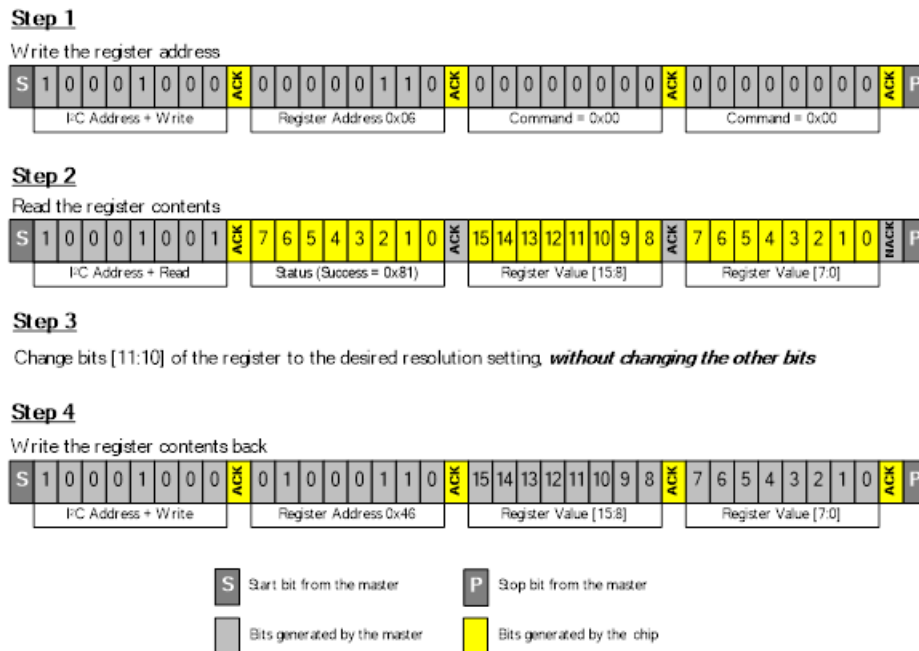 Step 1
Write the register address
S 1 0 0 0 1 0 0 0 ACK 0 0 0 0 0 1 1 0 ACK 0 0 0 0 0 0 0 0 ACK 0 0 0 0 0 0 0 0 ACK P
I²C Address + Write Register Address 0x06 Command = 0x00 Command = 0x00
Step 2
Read the register contents
S 1 0 0 0 1 0 0 1 ACK 7 6 5 4 3 2 1 0 ACK 15 14 13 12 11 10 9 8 ACK 7 6 5 4 3 2 1 0 NACK P
I²C Address + Read Status (Success = 0x81) Register Value [15:8] Register Value [7:0]
Step 3
Change bits [11:10] of the register to the desired resolution setting, without changing the other bits
Step 4
Write the register contents back
S 1 0 0 0 1 0 0 0 ACK 0 1 0 0 0 1 1 0 ACK 15 14 13 12 11 10 9 8 ACK 7 6 5 4 3 2 1 0 ACK P
I²C Address + Write Register Address 0x46 Register Value [15:8] Register Value [7:0]
S Start bit from the master P Stop bit from the master
Bits generated by the master Bits generated by the chip